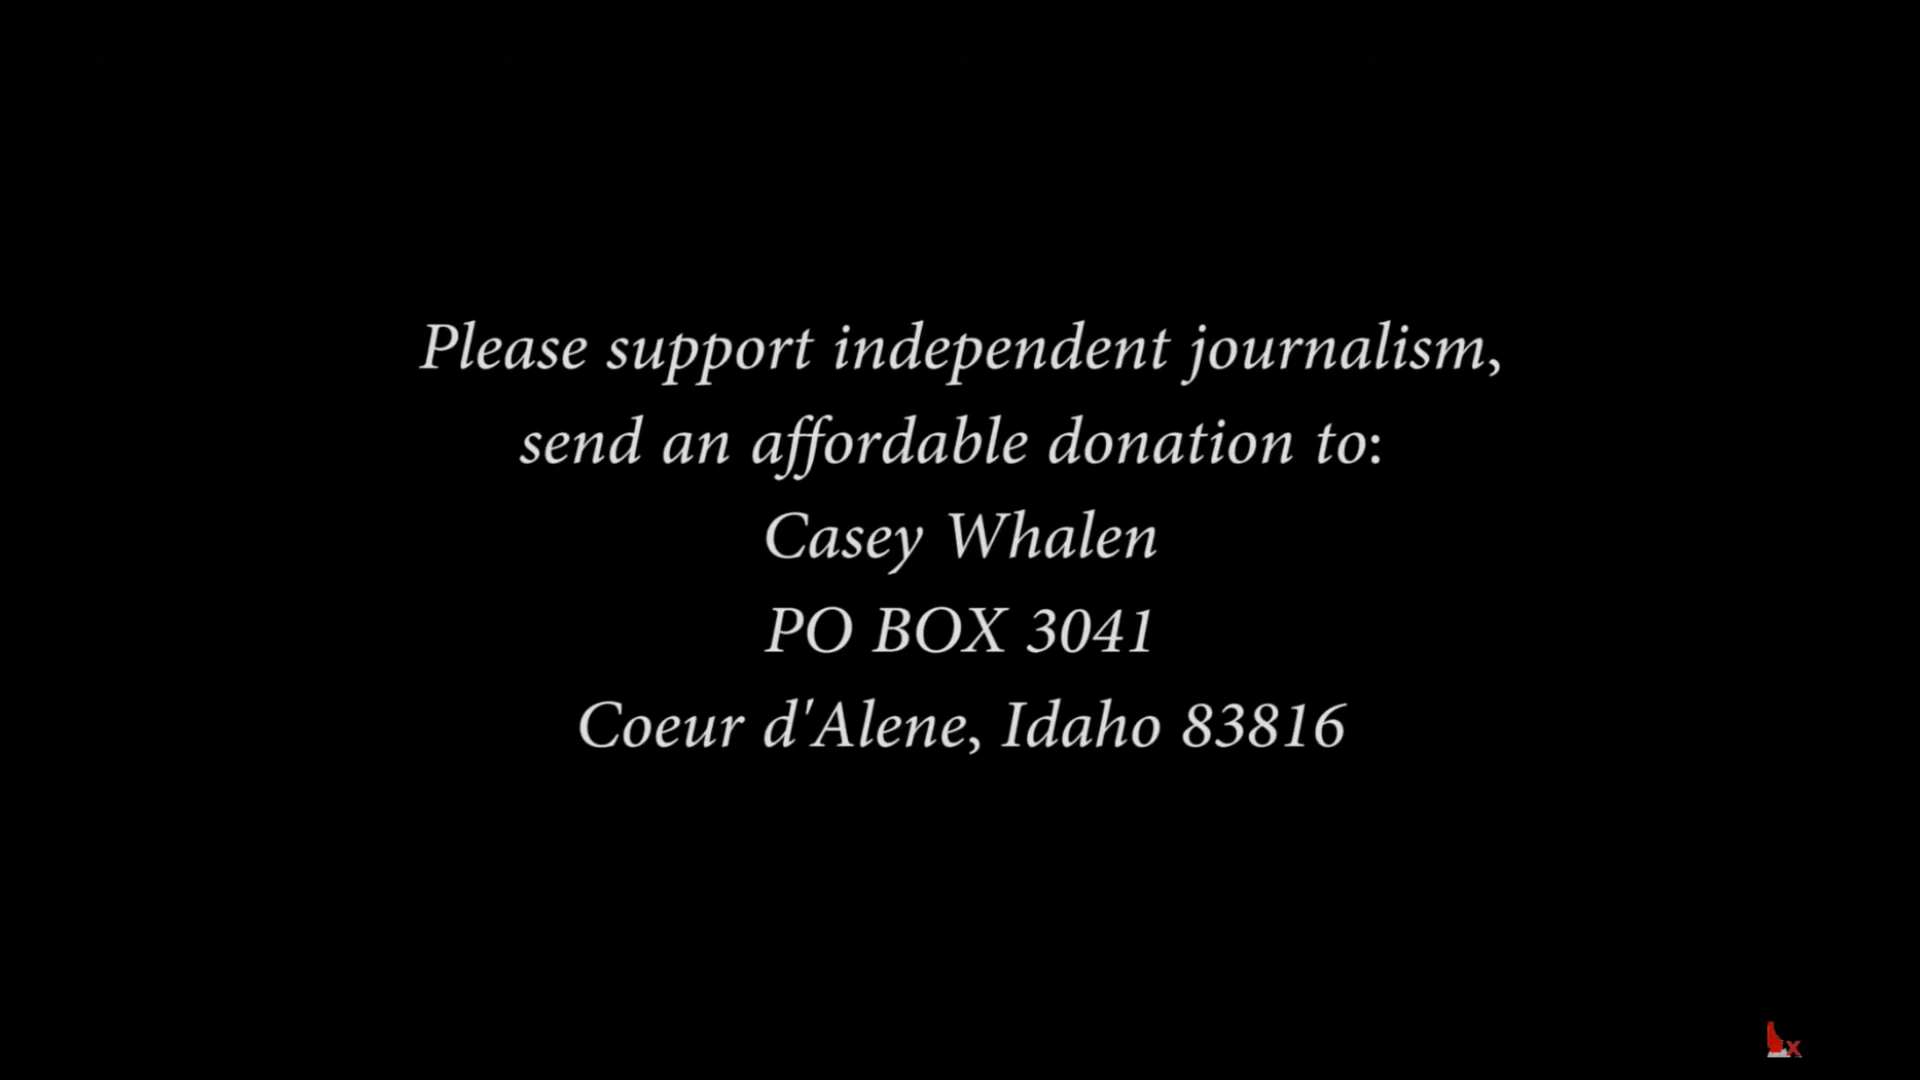 Please support independent journalism,
send an affordable donation to:
Casey Whalen
PO BOX 3041
Coeur d'Alene, Idaho 83816
x